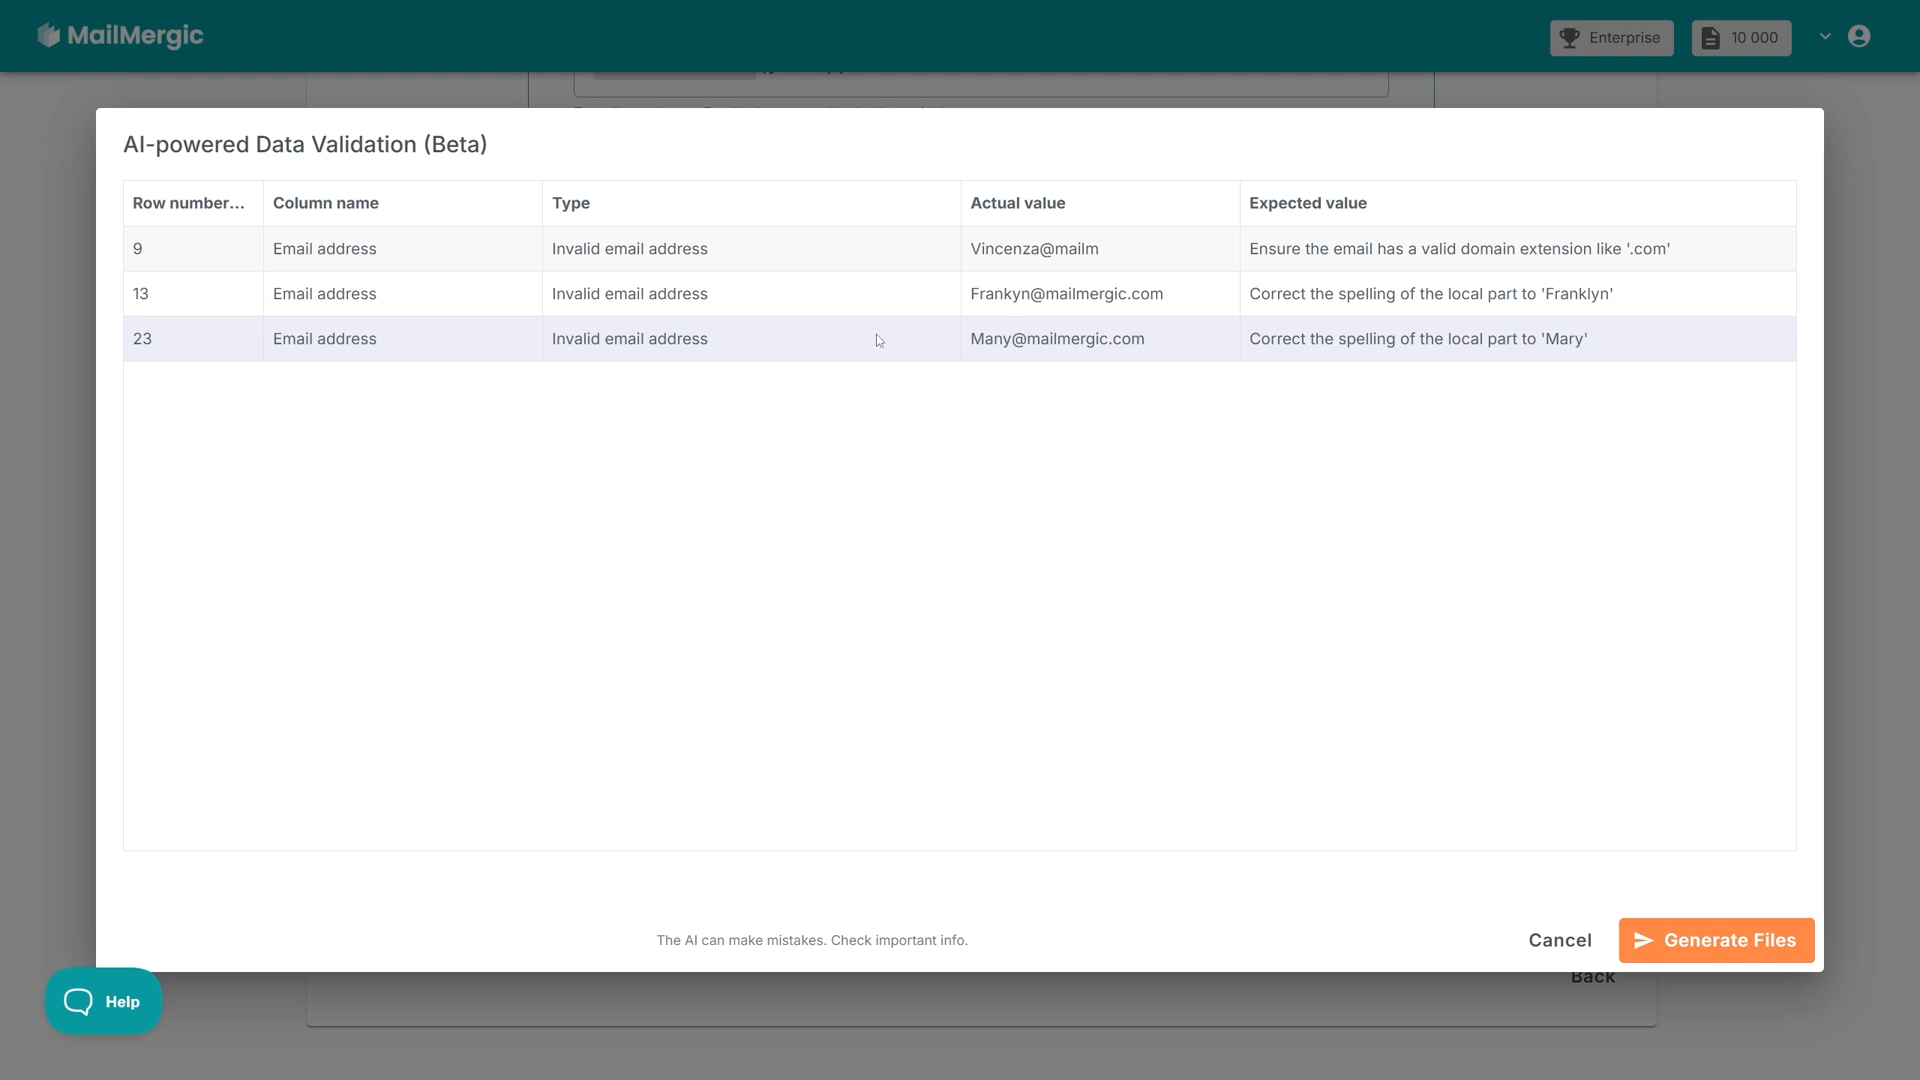 MailMergic
Enterprise
10 000
AI-powered Data Validation (Beta)
Row number... Column name Type Actual value Expected value
9 Email address Invalid email address Vincenza@mailm Ensure the email has a valid domain extension like '.com'
13 Email address Invalid email address Frankyn@mailmergic.com Correct the spelling of the local part to 'Franklyn'
23 Email address Invalid email address Many@mailmergic.com Correct the spelling of the local part to 'Mary'
The AI can make mistakes. Check important info.
Cancel
Generate Files
Back
Help